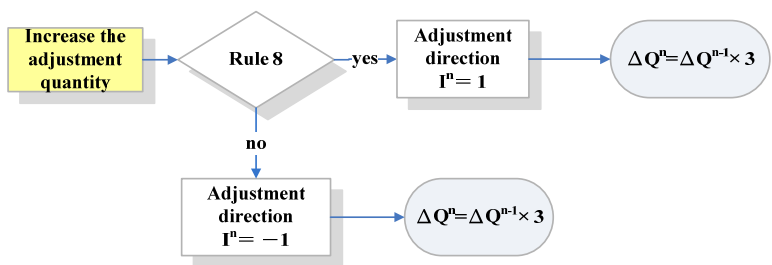 Increase the
adjustment
quantity
Rule 8
yes
Adjustment
direction
Iⁿ= 1
ΔQⁿ=ΔQⁿ⁻¹× 3
no
Adjustment
direction
Iⁿ= −1
ΔQⁿ=ΔQⁿ⁻¹× 3